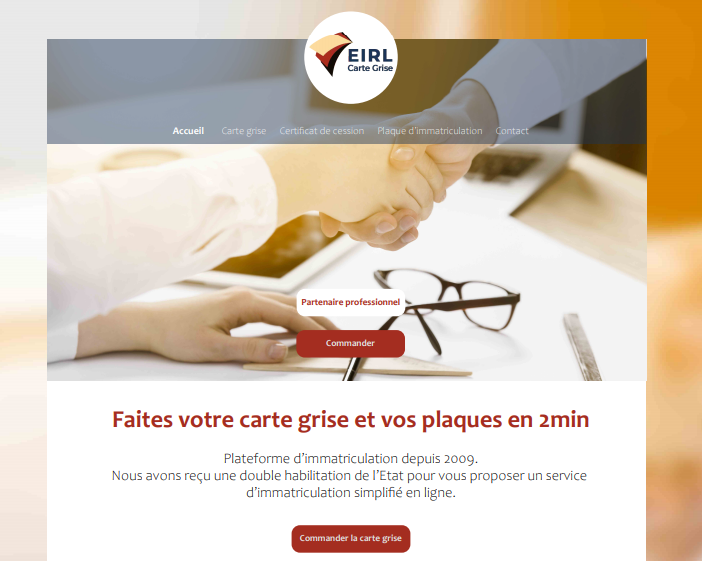 EIRL
Carte Grise
Accueil Carte grise Certificat de cession Plaque d'immatriculation Contact
Partenaire professionnel
Commander
Faites votre carte grise et vos plaques en 2min
Plateforme d'immatriculation depuis 2009.
Nous avons reçu une double habilitation de l'Etat pour vous proposer un service
d'immatriculation simplifié en ligne.
Commander la carte grise